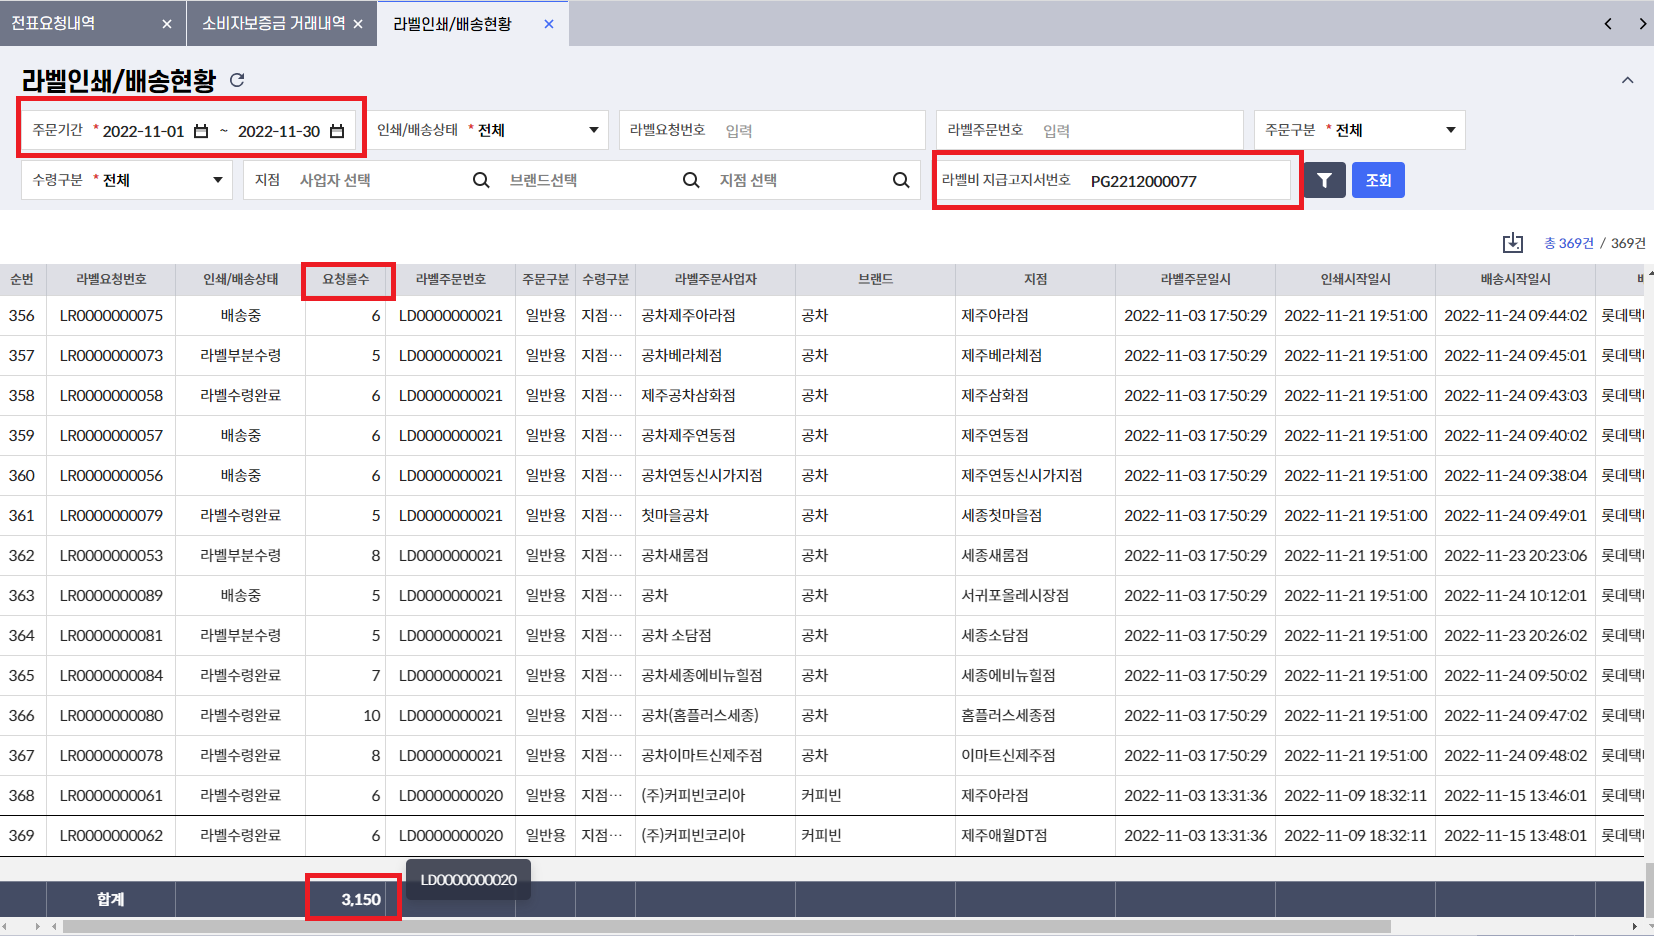 전표요청내역 × 소비자보증금 거래내역 × 라벨인쇄/배송현황 ×
라벨인쇄/배송현황
주문기간 * 2022-11-01 ~ 2022-11-30 인쇄/배송상태 * 전체 라벨요청번호 입력 라벨주문번호 입력 주문구분 * 전체
수령구분 * 전체 지점 사업자 선택 브랜드선택 지점 선택 라벨비 지급고지서번호 PG2212000077 조회
총 369건 / 369건
순번 라벨요청번호 인쇄/배송상태 요청롤수 라벨주문번호 주문구분 수령구분 라벨주문사업자 브랜드 지점 라벨주문일시 인쇄시작일시 배송시작일시
356 LR0000000075 배송중 6 LD0000000021 일반용 지점··· 공차제주아라점 공차 제주아라점 2022-11-03 17:50:29 2022-11-21 19:51:00 2022-11-24 09:44:02 롯데택
357 LR0000000073 라벨부분수령 5 LD0000000021 일반용 지점··· 공차베라체점 공차 제주베라체점 2022-11-03 17:50:29 2022-11-21 19:51:00 2022-11-24 09:45:01 롯데택
358 LR0000000058 라벨수령완료 6 LD0000000021 일반용 지점··· 제주공차삼화점 공차 제주삼화점 2022-11-03 17:50:29 2022-11-21 19:51:00 2022-11-24 09:43:03 롯데택
359 LR0000000057 배송중 6 LD0000000021 일반용 지점··· 공차제주연동점 공차 제주연동점 2022-11-03 17:50:29 2022-11-21 19:51:00 2022-11-24 09:40:02 롯데택
360 LR0000000056 배송중 6 LD0000000021 일반용 지점··· 공차연동신시가지점 공차 제주연동신시가지점 2022-11-03 17:50:29 2022-11-21 19:51:00 2022-11-24 09:38:04 롯데택
361 LR0000000079 라벨수령완료 5 LD0000000021 일반용 지점··· 첫마을공차 공차 세종첫마을점 2022-11-03 17:50:29 2022-11-21 19:51:00 2022-11-24 09:49:01 롯데택
362 LR0000000053 라벨부분수령 8 LD0000000021 일반용 지점··· 공차새롬점 공차 세종새롬점 2022-11-03 17:50:29 2022-11-21 19:51:00 2022-11-23 20:23:06 롯데택
363 LR0000000089 배송중 5 LD0000000021 일반용 지점··· 공차 공차 서귀포올레시장점 2022-11-03 17:50:29 2022-11-21 19:51:00 2022-11-24 10:12:01 롯데택
364 LR0000000081 라벨부분수령 5 LD0000000021 일반용 지점··· 공차 소담점 공차 세종소담점 2022-11-03 17:50:29 2022-11-21 19:51:00 2022-11-23 20:26:02 롯데택
365 LR0000000084 라벨수령완료 7 LD0000000021 일반용 지점··· 공차세종에비뉴힐점 공차 세종에비뉴힐점 2022-11-03 17:50:29 2022-11-21 19:51:00 2022-11-24 09:50:02 롯데택
366 LR0000000080 라벨수령완료 10 LD0000000021 일반용 지점··· 공차(홈플러스세종) 공차 홈플러스세종점 2022-11-03 17:50:29 2022-11-21 19:51:00 2022-11-24 09:47:02 롯데택
367 LR0000000078 라벨수령완료 8 LD0000000021 일반용 지점··· 공차이마트신제주점 공차 이마트신제주점 2022-11-03 17:50:29 2022-11-21 19:51:00 2022-11-24 09:48:02 롯데택
368 LR0000000061 라벨수령완료 6 LD0000000020 일반용 지점··· (주)커피빈코리아 커피빈 제주아라점 2022-11-03 13:31:36 2022-11-09 18:32:11 2022-11-15 13:46:01 롯데택
369 LR0000000062 라벨수령완료 6 LD0000000020 일반용 지점··· (주)커피빈코리아 커피빈 제주애월DT점 2022-11-03 13:31:36 2022-11-09 18:32:11 2022-11-15 13:48:01 롯데택
LD0000000020
합계 3,150